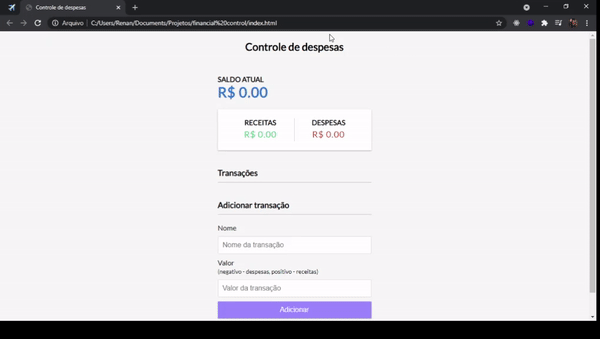 Controle de despesas
Arquivo | C:/Users/Renan/Documents/Projetos/financial%20control/index.html
Controle de despesas
SALDO ATUAL
R$ 0.00
RECEITAS DESPESAS
R$ 0.00 R$ 0.00
Transações
Adicionar transação
Nome
Nome da transação
Valor
(negativo - despesas, positivo - receitas)
Valor da transação
Adicionar